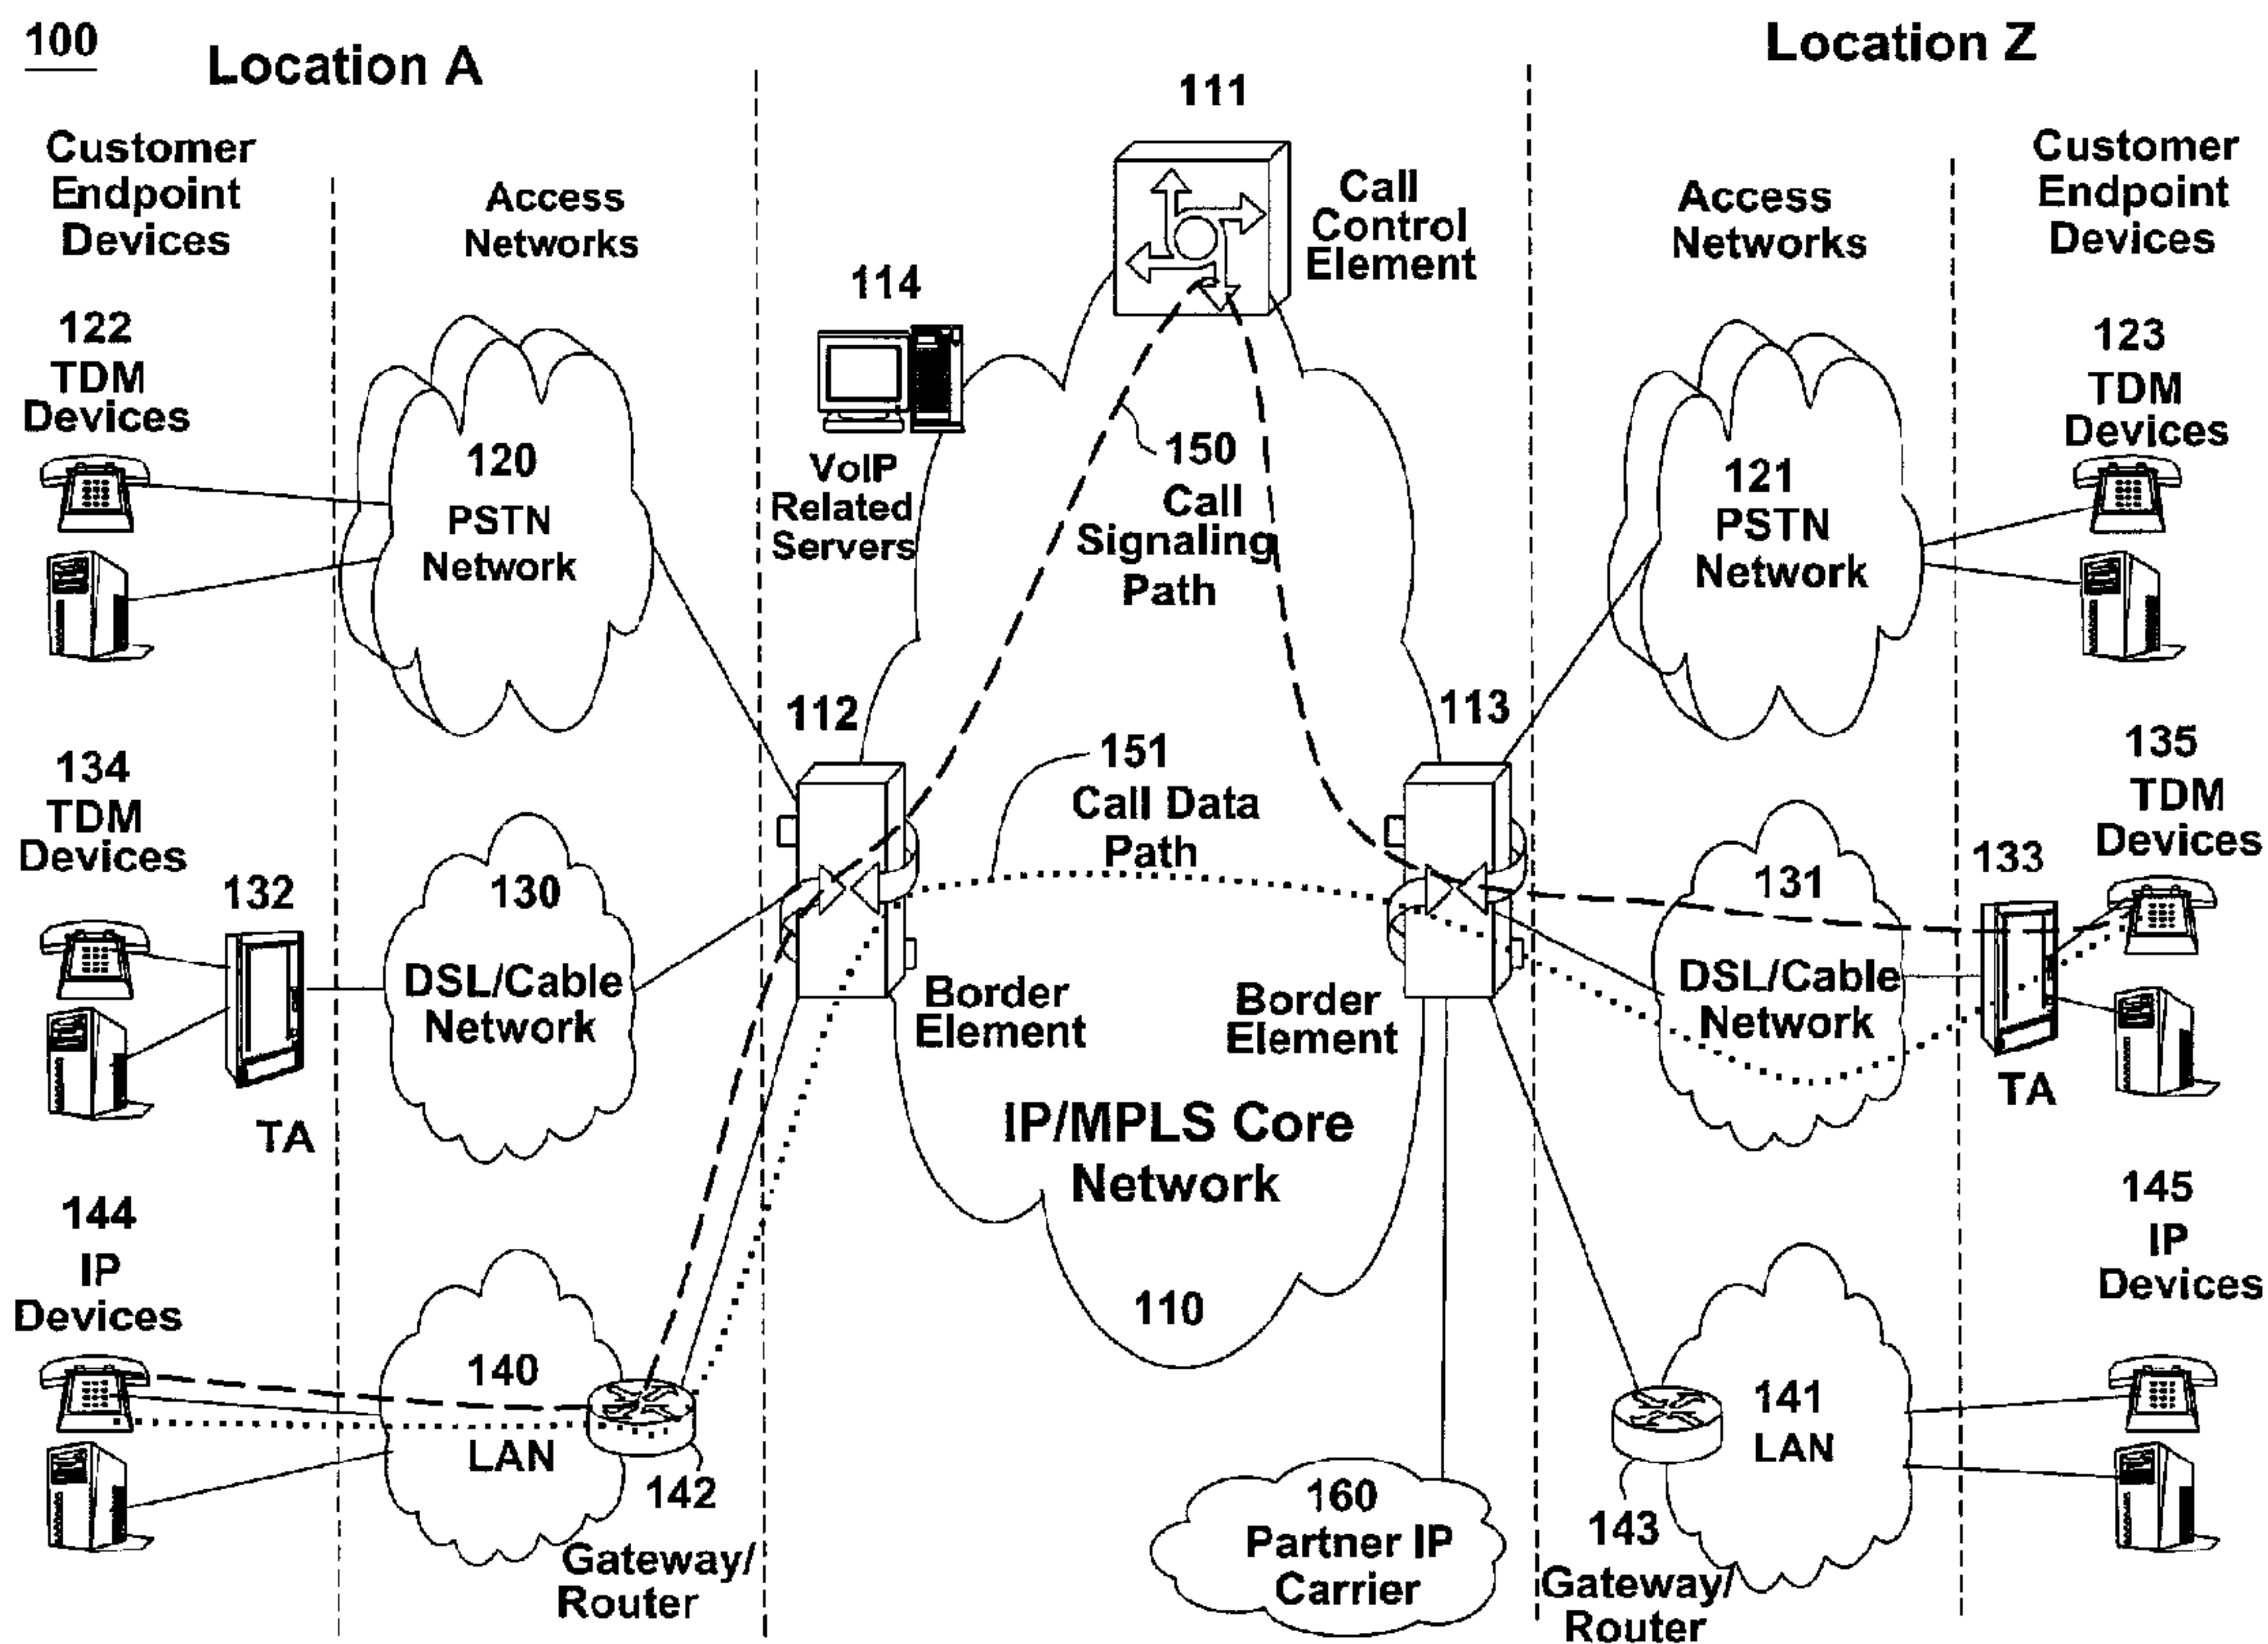 100
Location A
Location Z
Customer
Endpoint
Devices
Access
Networks
111
Call
Control
Element
Access
Networks
Customer
Endpoint
Devices
122
TDM
Devices
120
PSTN
Network
114
VoIP
Related
Servers
150
Call
Signaling
Path
121
PSTN
Network
123
TDM
Devices
112
113
151
Call Data
Path
134
TDM
Devices
132
TA
130
DSL/Cable
Network
Border
Element
Border
Element
131
DSL/Cable
Network
133
TA
135
TDM
Devices
IP/MPLS Core
Network
110
144
IP
Devices
140
LAN
142
Gateway/
Router
160
Partner IP
Carrier
141
LAN
143
Gateway/
Router
145
IP
Devices